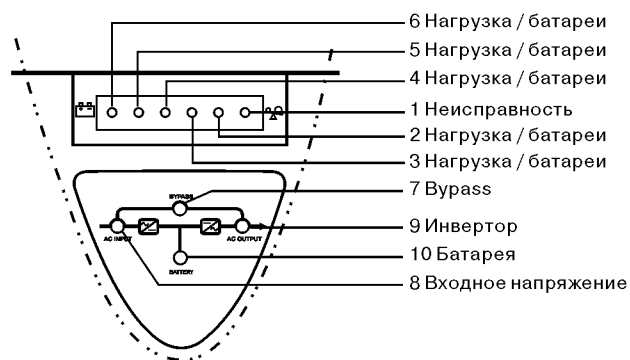 6 Нагрузка / батареи
5 Нагрузка / батареи
4 Нагрузка / батареи
1 Неисправность
2 Нагрузка / батареи
3 Нагрузка / батареи
7 Bypass
9 Инвертор
10 Батарея
8 Входное напряжение
BYPASS
AC INPUT
AC OUTPUT
BATTERY